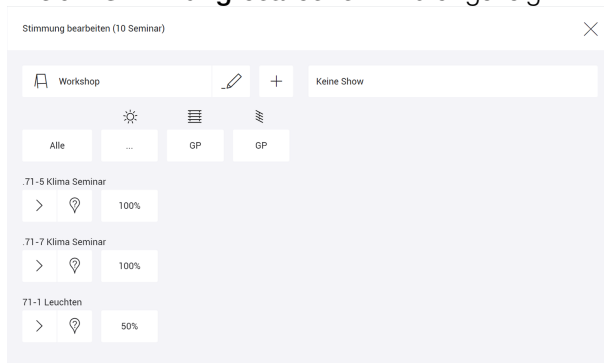 Stimmung bearbeiten (10 Seminar)
Workshop
Keine Show
Alle
...
GP
GP
.71-5 Klima Seminar
100%
.71-7 Klima Seminar
100%
71-1 Leuchten
50%